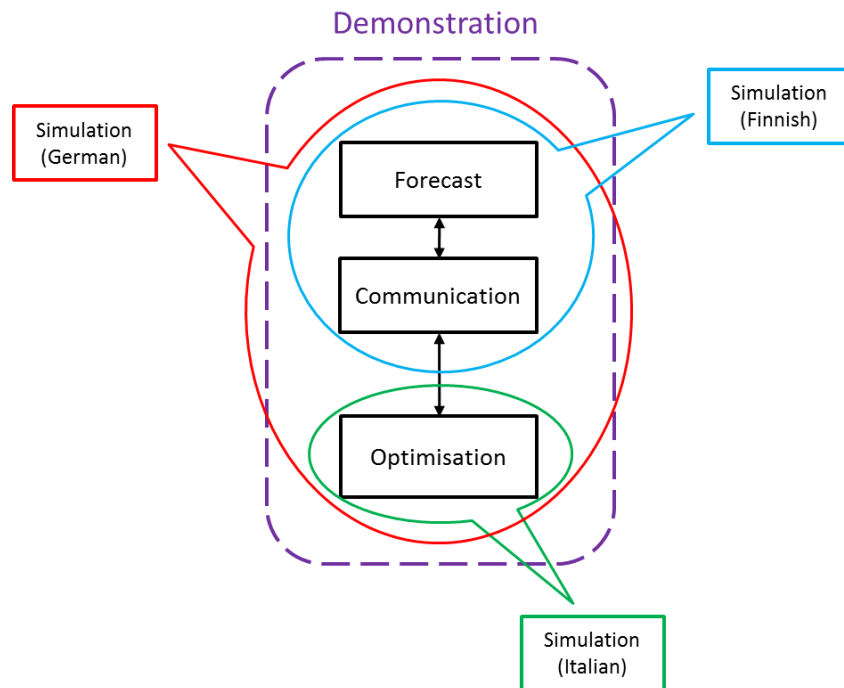 Demonstration
Simulation
(German)
Simulation
(Finnish)
Forecast
Communication
Optimisation
Simulation
(Italian)